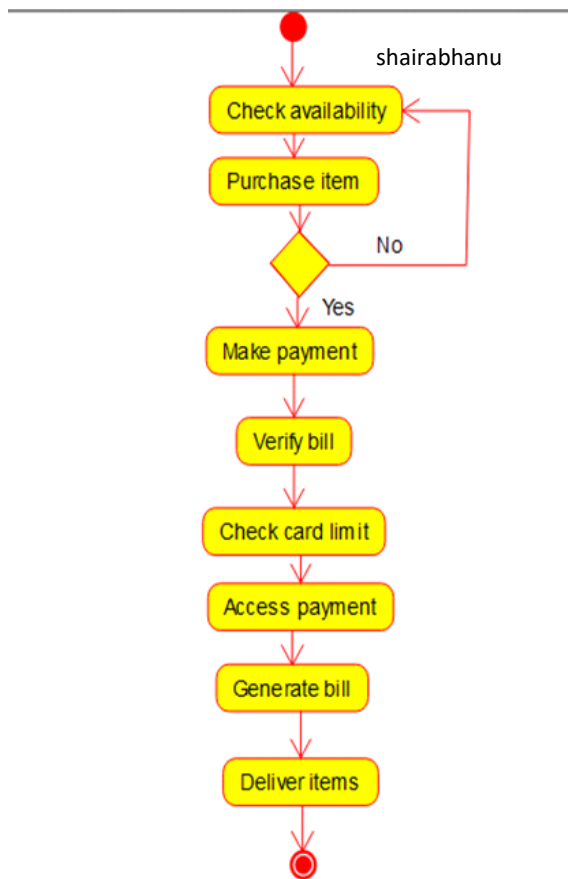 shairabhanu
Check availability
Purchase item
No
Yes
Make payment
Verify bill
Check card limit
Access payment
Generate bill
Deliver items